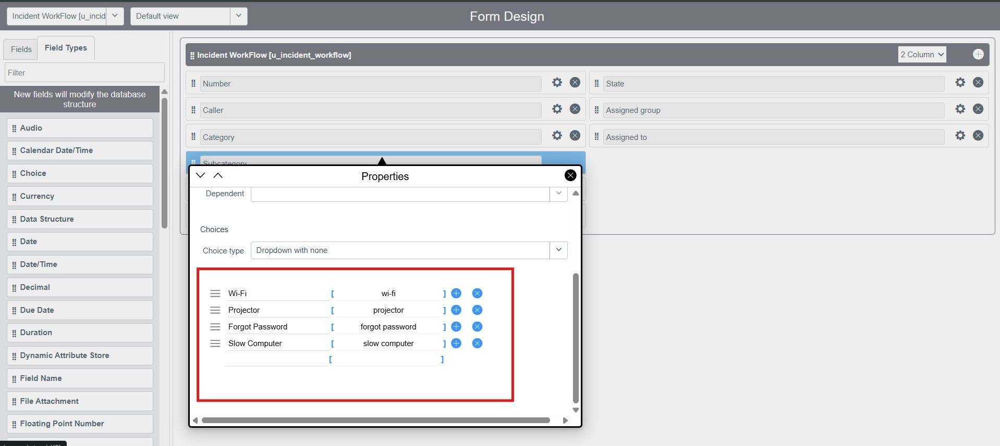 Incident WorkFlow [u_incid
Default view
Form Design
Fields
Field Types
Filter
New fields will modify the database
structure
Audio
Calendar Date/Time
Choice
Currency
Data Structure
Date
Date/Time
Decimal
Due Date
Duration
Dynamic Attribute Store
Field Name
File Attachment
Floating Point Number
Incident WorkFlow [u_incident_workflow]
2 Column
Number
State
Caller
Assigned group
Category
Assigned to
Subcategory
Properties
Dependent
Choices
Choice type
Dropdown with none
Wi-Fi [ wi-fi ]
Projector [ projector ]
Forgot Password [ forgot password ]
Slow Computer [ slow computer ]
[ ]